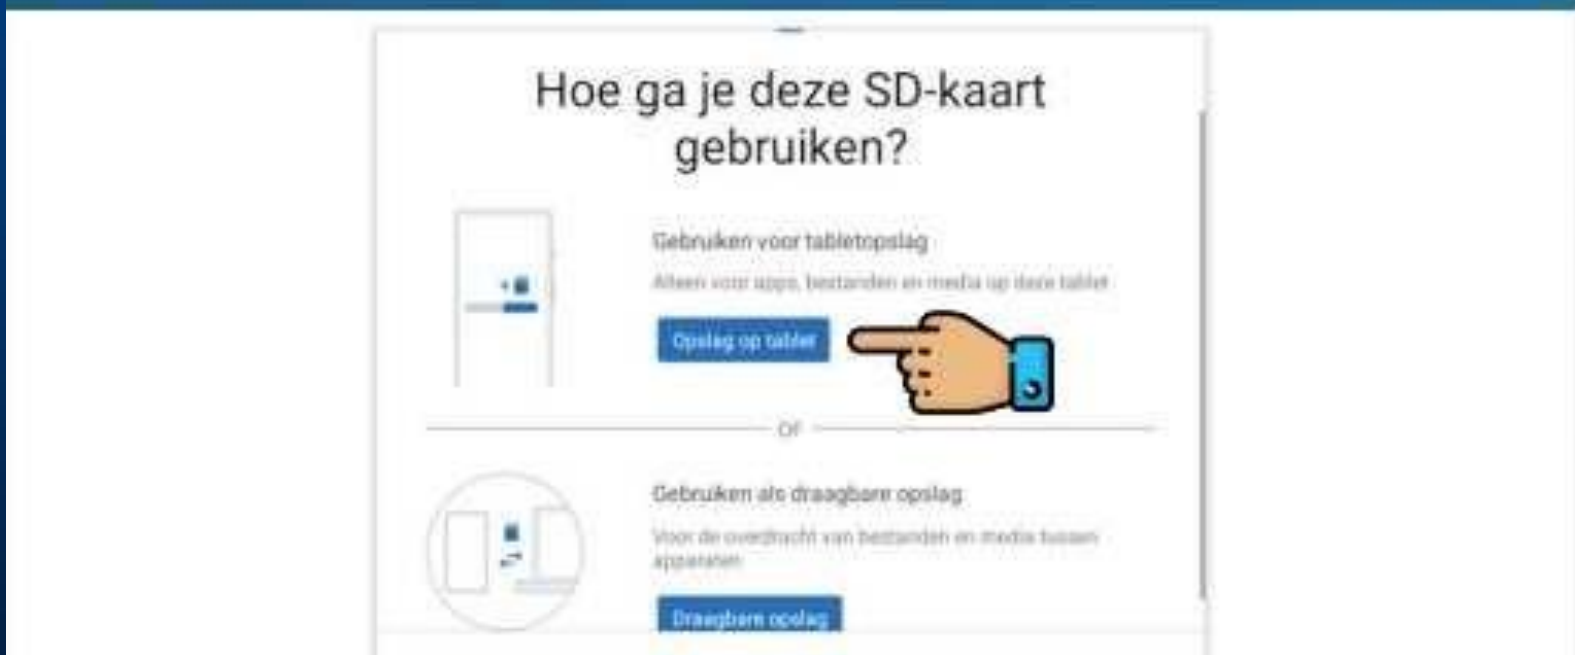 Hoe ga je deze SD-kaart
gebruiken?
Gebruiken voor tabletopslag
Alleen voor apps, bestanden en media op deze tablet
Opslag op tablet
OF
Gebruiken als draagbare opslag
Voor de overdracht van bestanden en media tussen
apparaten
Draagbare opslag